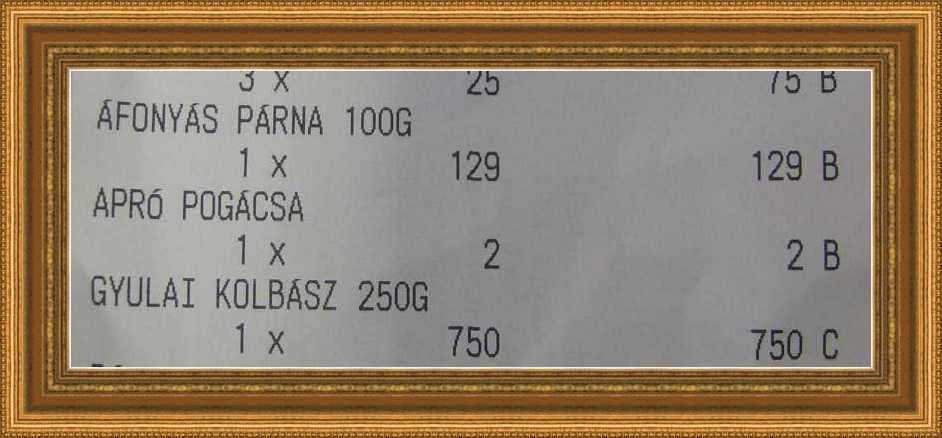 3 x 25 75 B
ÁFONYÁS PÁRNA 100G
1 x 129 129 B
APRÓ POGÁCSA
1 x 2 2 B
GYULAI KOLBÁSZ 250G
1 x 750 750 C